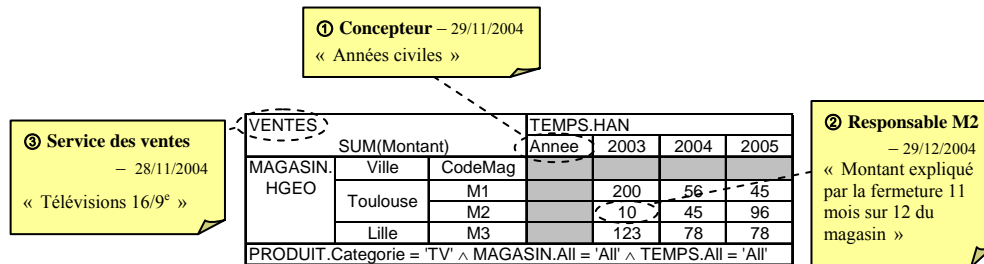 ① Concepteur – 29/11/2004
« Années civiles »
③ Service des ventes
– 28/11/2004
« Télévisions 16/9e »
VENTES TEMPS.HAN
SUM(Montant) Annee 2003 2004 2005
MAGASIN. Ville CodeMag
HGEO
Toulouse
M1 200 56 45
M2 10 45 96
Lille M3 123 78 78
PRODUIT.Categorie = 'TV' ∧ MAGASIN.All = 'All' ∧ TEMPS.All = 'All'
② Responsable M2
– 29/12/2004
« Montant expliqué
par la fermeture 11
mois sur 12 du
magasin »